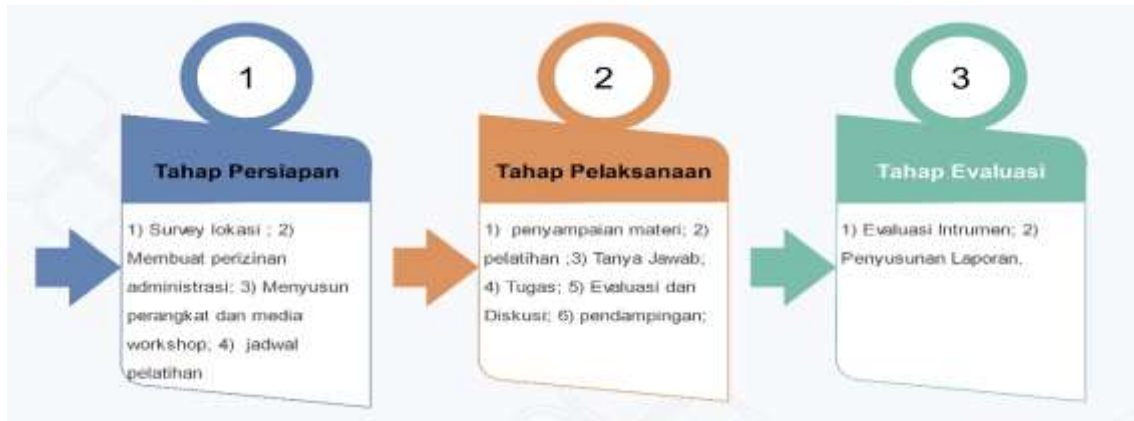 1
Tahap Persiapan
1) Survey lokasi ; 2)
Membuat perizinan
administrasi; 3) Menyusun
perangkat dan media
workshop; 4) jadwal
pelatihan
2
Tahap Pelaksanaan
1) penyampaian materi; 2)
pelatihan ;3) Tanya Jawab;
4) Tugas; 5) Evaluasi dan
Diskusi; 6) pendampingan;
3
Tahap Evaluasi
1) Evaluasi Intrumen; 2)
Penyusunan Laporan.